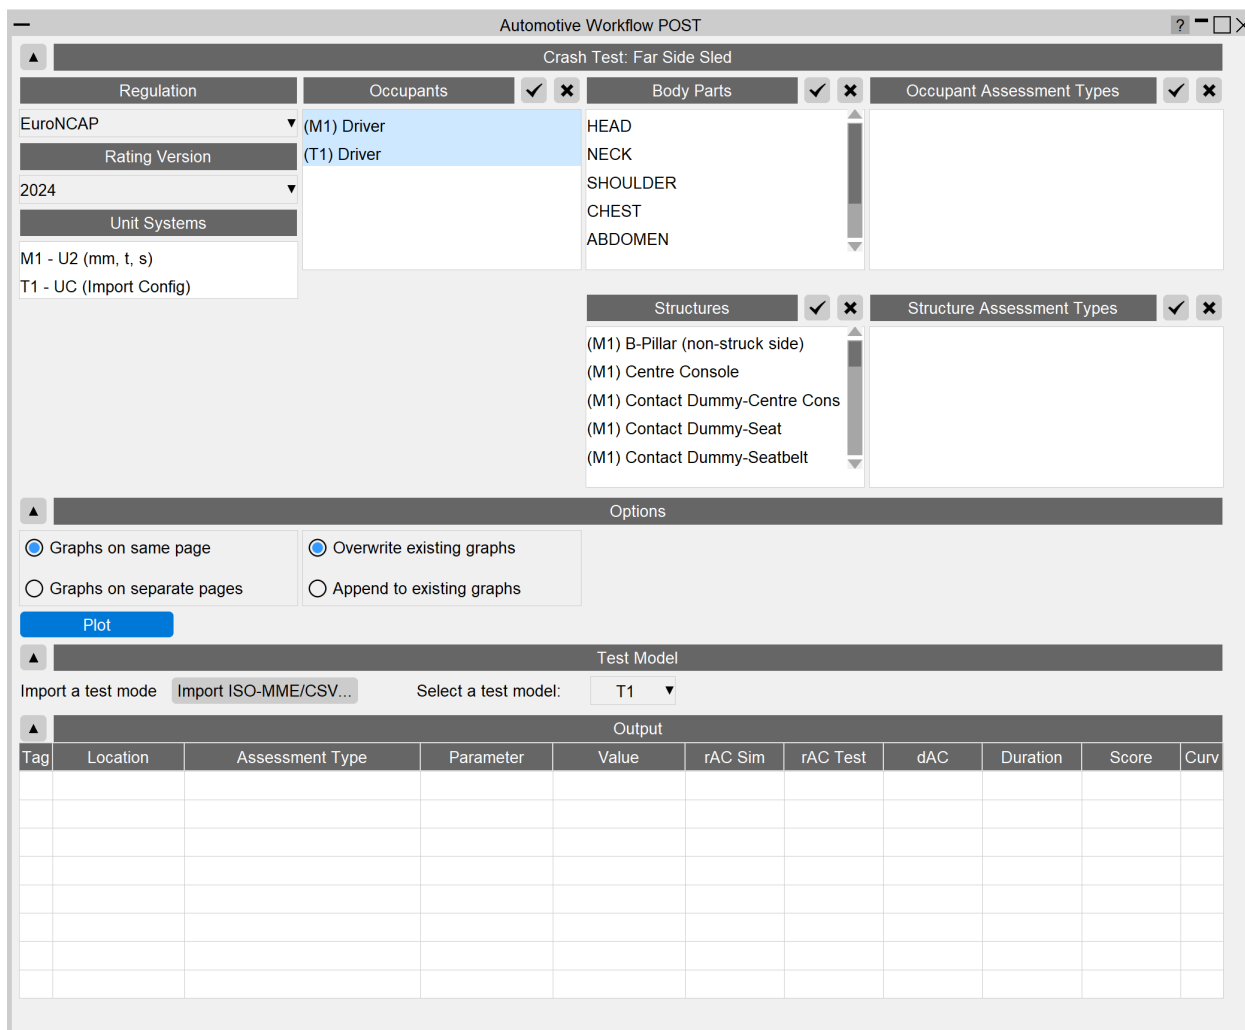 Automotive Workflow POST
?
Crash Test: Far Side Sled
Regulation
Occupants
Body Parts
Occupant Assessment Types
EuroNCAP
(M1) Driver
HEAD
Rating Version
(T1) Driver
NECK
2024
SHOULDER
Unit Systems
CHEST
M1 - U2 (mm, t, s)
ABDOMEN
T1 - UC (Import Config)
Structures
Structure Assessment Types
(M1) B-Pillar (non-struck side)
(M1) Centre Console
(M1) Contact Dummy-Centre Cons
(M1) Contact Dummy-Seat
(M1) Contact Dummy-Seatbelt
Options
Graphs on same page
Overwrite existing graphs
Graphs on separate pages
Append to existing graphs
Plot
Test Model
Import a test mode
Import ISO-MME/CSV...
Select a test model:
T1
Output
Tag Location Assessment Type Parameter Value rAC Sim rAC Test dAC Duration Score Curv